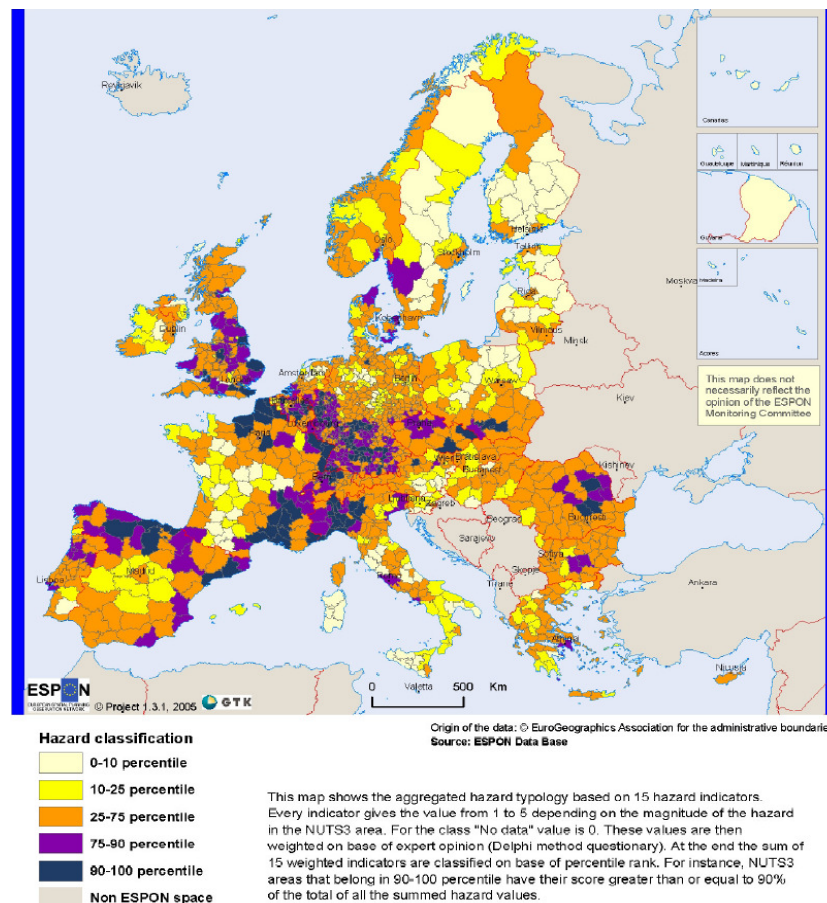 Reykjavik
Canarias
Guadeloupe Martinique Réunion
Guyane
Madeira
Acores
Oslo
Helsinki
Tallinn
Stockholm
Riga
Moskva
Dublin
København
Vilnius
Minsk
This map does not
necessarily reflect the
opinion of the ESPON
Monitoring Committee
Amsterdam
Berlin
Warsaw
Kiev
Luxembourg
Wien
Bratislava
Budapest
Kishinev
Ljubljana
Zagreb
Beograd
Sarajevo
Sofiya
Skopje
Ankara
Tirane
Lisboa
Madrid
Valetta
ESPON
GTK
© Project 1.3.1, 2005
0 500 Km
Origin of the data: © EuroGeographics Association for the administrative boundarie
Source: ESPON Data Base
Hazard classification
0-10 percentile
10-25 percentile
25-75 percentile
75-90 percentile
90-100 percentile
Non ESPON space
This map shows the aggregated hazard typology based on 15 hazard indicators.
Every indicator gives the value from 1 to 5 depending on the magnitude of the hazard
in the NUTS3 area. For the class "No data" value is 0. These values are then
weighted on base of expert opinion (Delphi method questionary). At the end the sum of
15 weighted indicators are classified on base of percentile rank. For instance, NUTS3
areas that belong in 90-100 percentile have their score greater than or equal to 90%
of the total of all the summed hazard values.